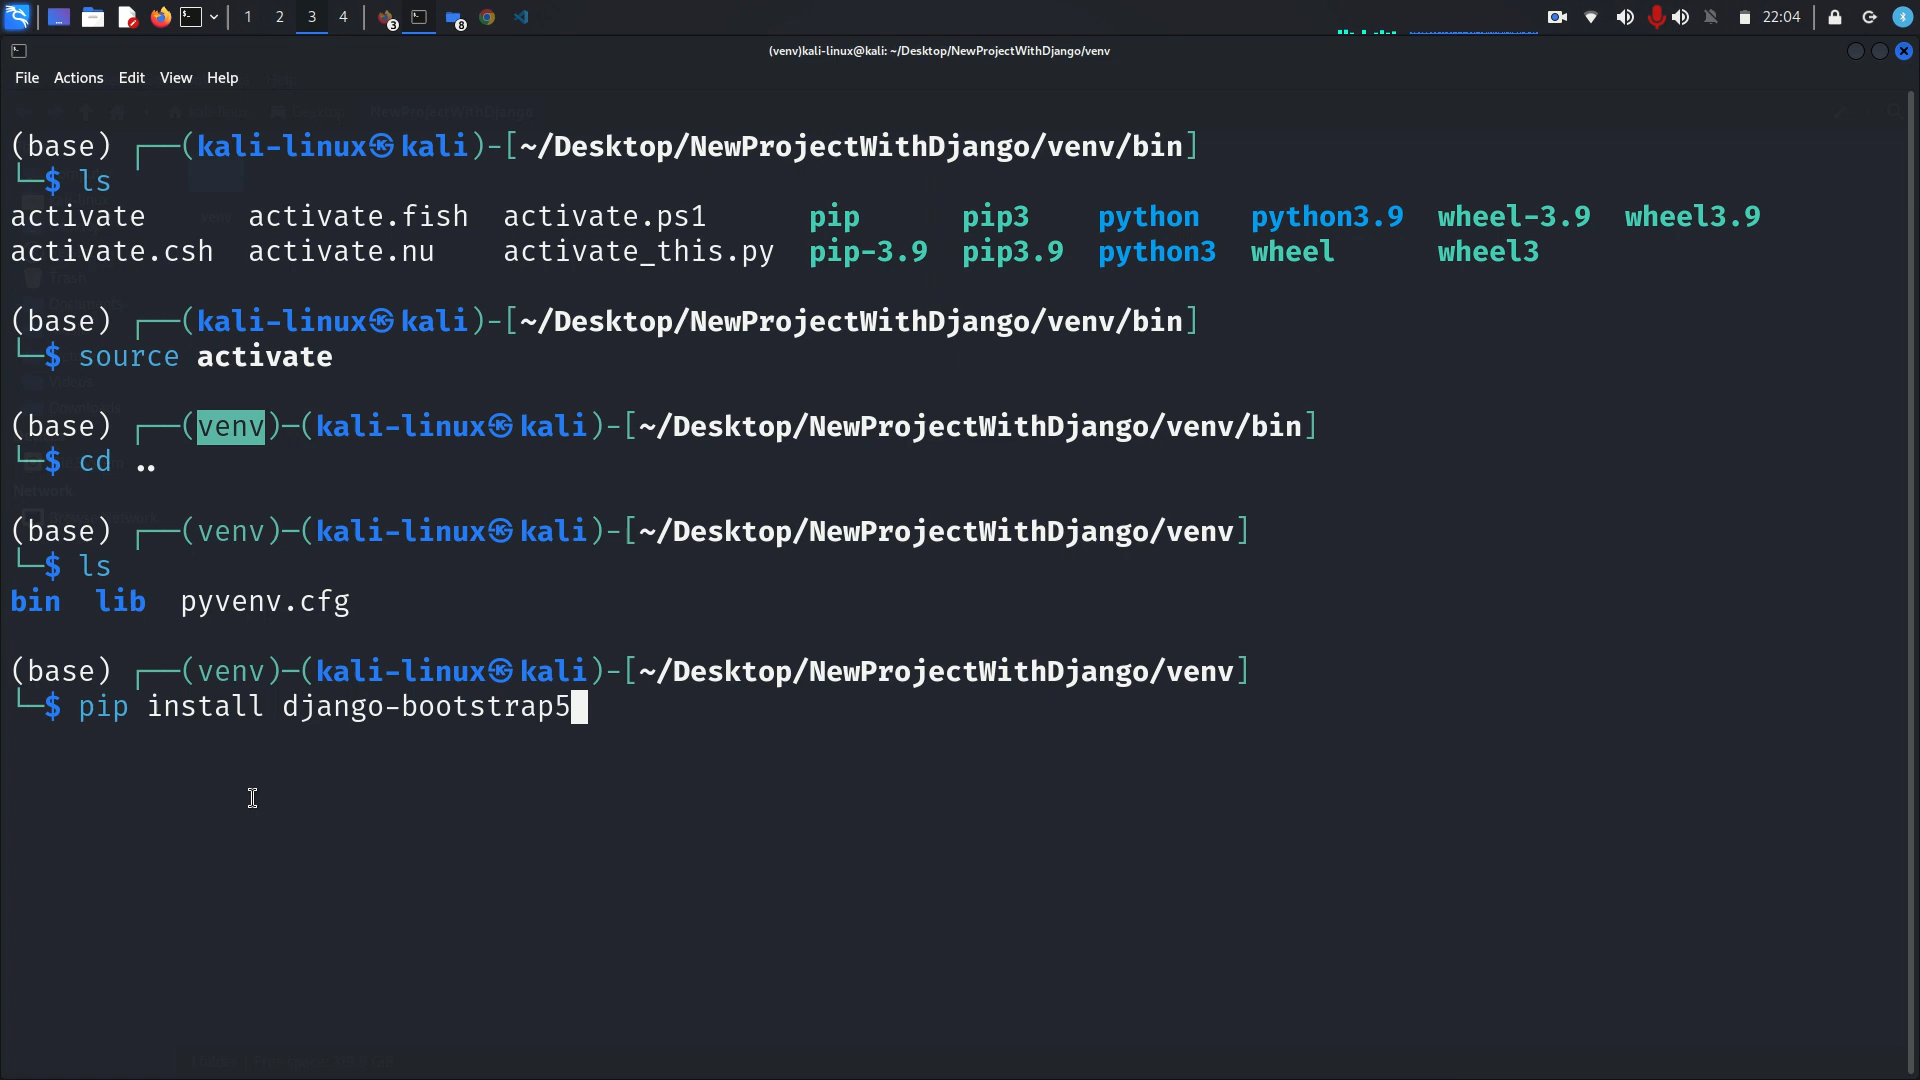 1 2 3 4 3 8 22:04
(venv)kali-linux@kali: ~/Desktop/NewProjectWithDjango/venv
File Actions Edit View Help
(base) ┌──(kali-linux㉿kali)-[~/Desktop/NewProjectWithDjango/venv/bin]
└─$ ls
activate activate.fish activate.ps1 pip pip3 python python3.9 wheel-3.9 wheel3.9
activate.csh activate.nu activate_this.py pip-3.9 pip3.9 python3 wheel wheel3
(base) ┌──(kali-linux㉿kali)-[~/Desktop/NewProjectWithDjango/venv/bin]
└─$ source activate
(base) ┌──(venv)─(kali-linux㉿kali)-[~/Desktop/NewProjectWithDjango/venv/bin]
└─$ cd ..
(base) ┌──(venv)─(kali-linux㉿kali)-[~/Desktop/NewProjectWithDjango/venv]
└─$ ls
bin lib pyvenv.cfg
(base) ┌──(venv)─(kali-linux㉿kali)-[~/Desktop/NewProjectWithDjango/venv]
└─$ pip install django-bootstrap5